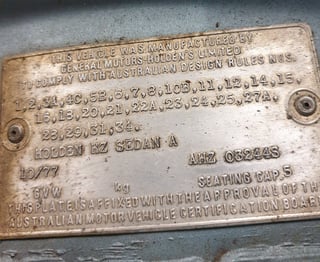 THIS VEHICLE WAS MANUFACTURED BY
GENERAL MOTORS-HOLDEN'S LIMITED
TO COMPLY WITH AUSTRALIAN DESIGN RULES NOS.
1, 2, 3A, 4C, 5B, 6, 7, 8, 10B, 11, 12, 14, 15,
16, 18, 20, 21, 22A, 23, 24, 25, 27A,
28, 29, 31, 34.
HOLDEN HZ SEDAN A
AHZ 03244S
10/77
GVW kg SEATING CAP. 5
THIS PLATE IS AFFIXED WITH THE APPROVAL OF THE
AUSTRALIAN MOTOR VEHICLE CERTIFICATION BOARD